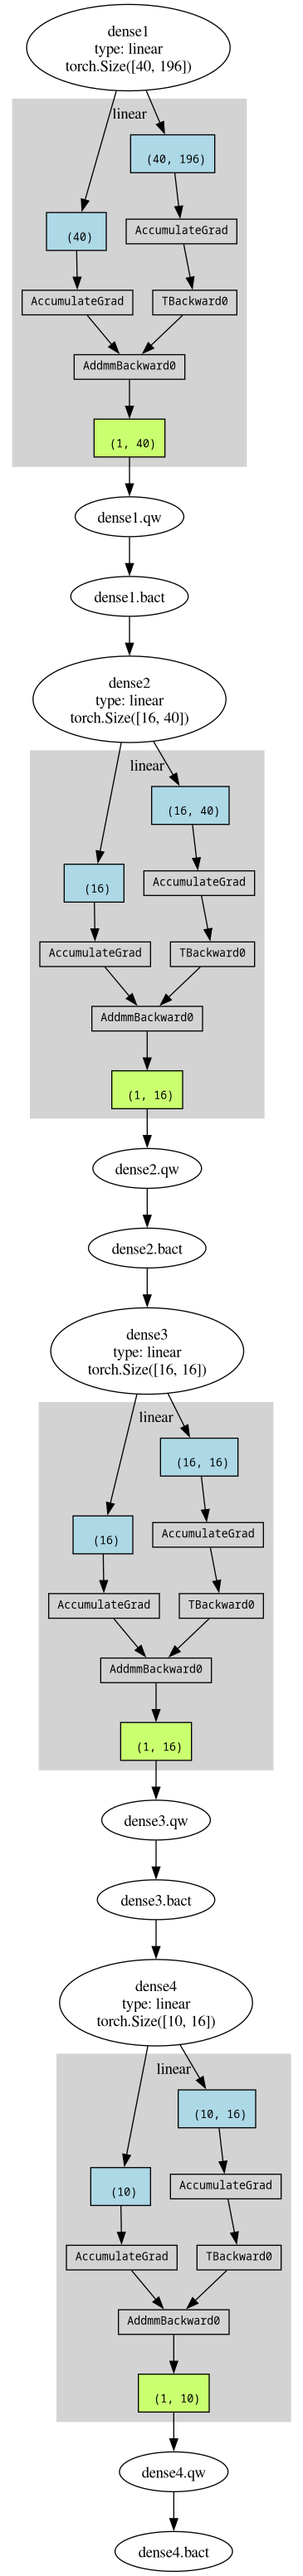 dense1
type: linear
torch.Size([40, 196])
linear
(40, 196)
(40)
AccumulateGrad
AccumulateGrad
TBackward0
AddmmBackward0
(1, 40)
dense1.qw
dense1.bact
dense2
type: linear
torch.Size([16, 40])
linear
(16, 40)
(16)
AccumulateGrad
AccumulateGrad
TBackward0
AddmmBackward0
(1, 16)
dense2.qw
dense2.bact
dense3
type: linear
torch.Size([16, 16])
linear
(16, 16)
(16)
AccumulateGrad
AccumulateGrad
TBackward0
AddmmBackward0
(1, 16)
dense3.qw
dense3.bact
dense4
type: linear
torch.Size([10, 16])
linear
(10, 16)
(10)
AccumulateGrad
AccumulateGrad
TBackward0
AddmmBackward0
(1, 10)
dense4.qw
dense4.bact